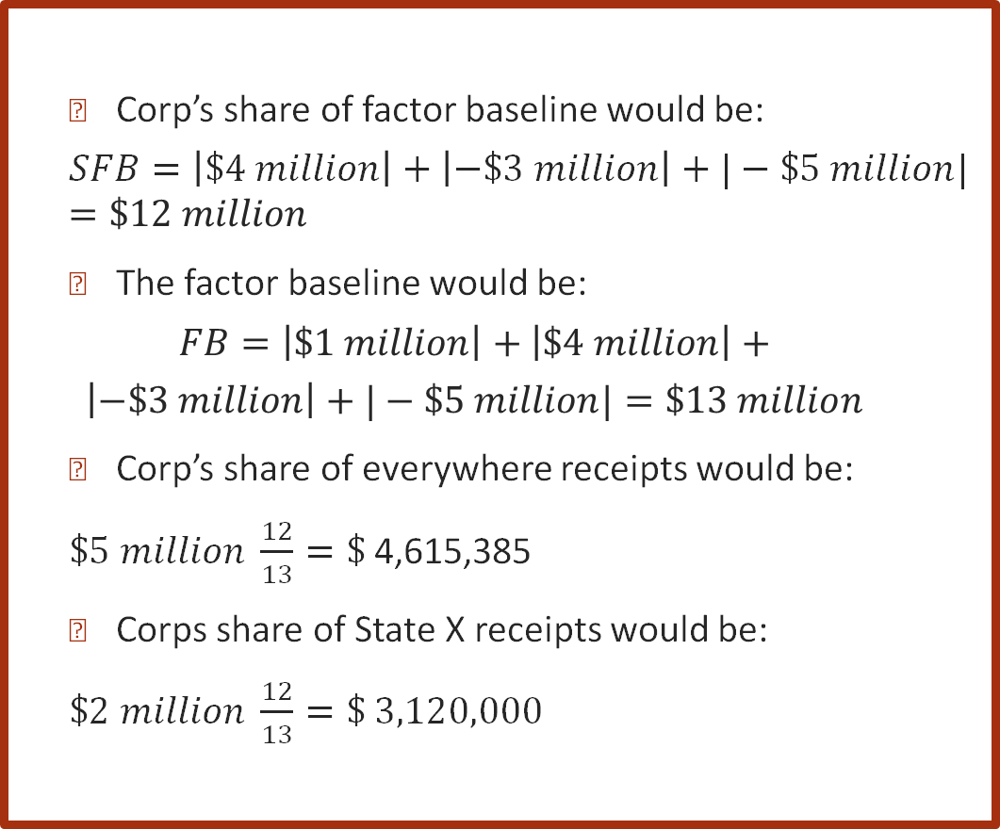 Corp’s share of factor baseline would be:
𝑆𝐹𝐵 = |$4 𝑚𝑖𝑙𝑙𝑖𝑜𝑛| + |−$3 𝑚𝑖𝑙𝑙𝑖𝑜𝑛| + | − $5 𝑚𝑖𝑙𝑙𝑖𝑜𝑛|
= $12 𝑚𝑖𝑙𝑙𝑖𝑜𝑛
The factor baseline would be:
𝐹𝐵 = |$1 𝑚𝑖𝑙𝑙𝑖𝑜𝑛| + |$4 𝑚𝑖𝑙𝑙𝑖𝑜𝑛| +
|−$3 𝑚𝑖𝑙𝑙𝑖𝑜𝑛| + | − $5 𝑚𝑖𝑙𝑙𝑖𝑜𝑛| = $13 𝑚𝑖𝑙𝑙𝑖𝑜𝑛
Corp’s share of everywhere receipts would be:
$5 𝑚𝑖𝑙𝑙𝑖𝑜𝑛 12/13 = $ 4,615,385
Corps share of State X receipts would be:
$2 𝑚𝑖𝑙𝑙𝑖𝑜𝑛 12/13 = $ 3,120,000